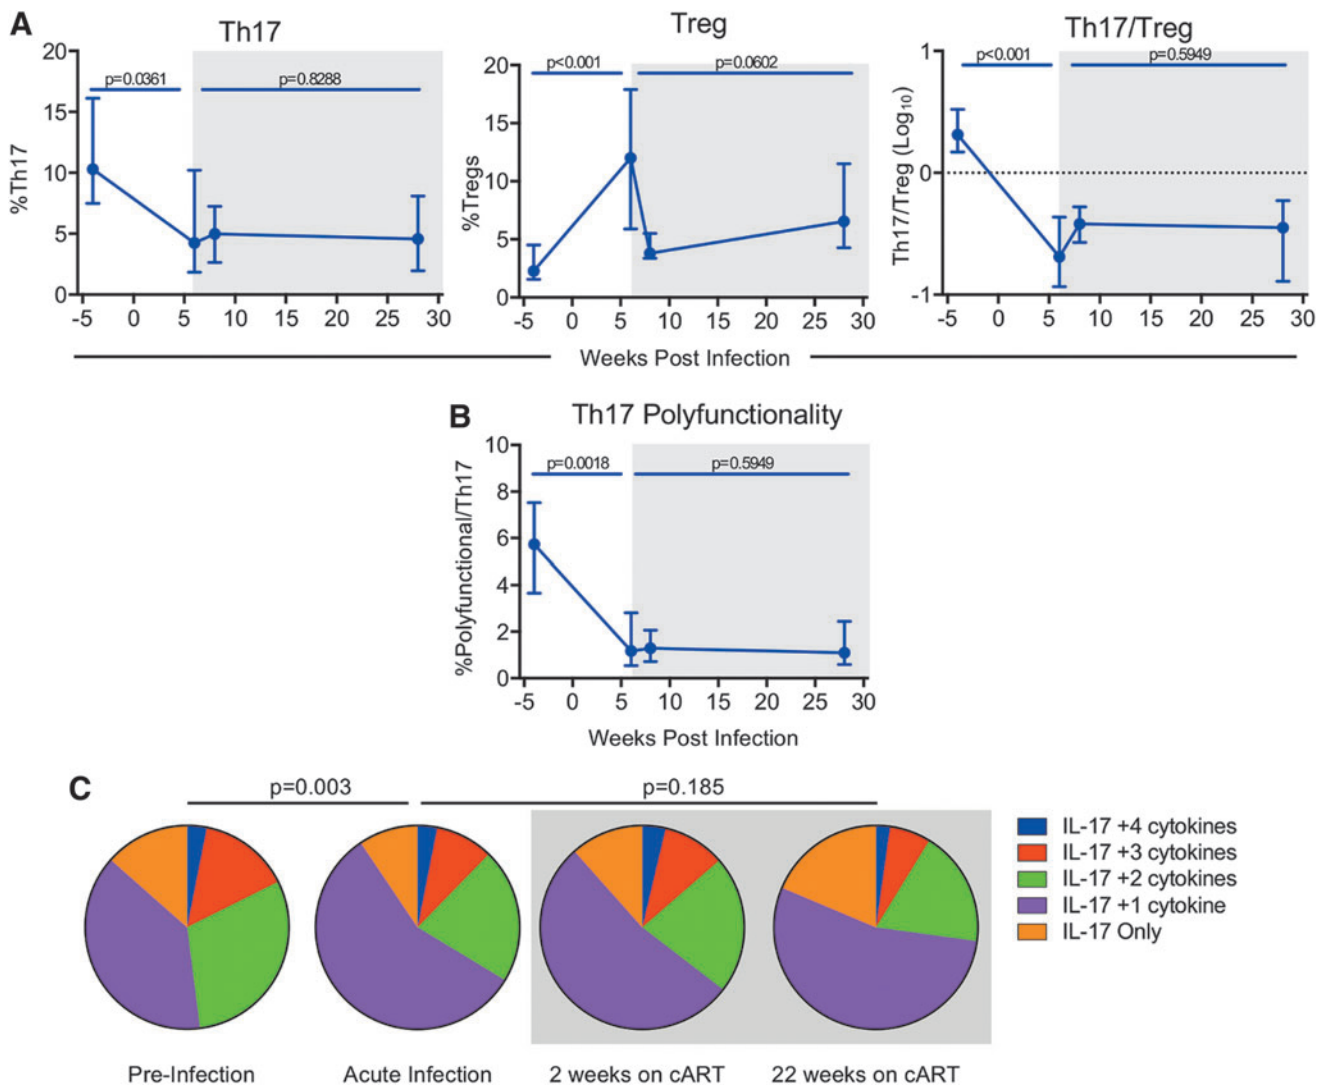 A
Th17
Treg
Th17/Treg
p=0.0361
p=0.8288
p<0.001
p=0.0602
p<0.001
p=0.5949
%Th17
20
15
10
5
0
-5 0 5 10 15 20 25 30
%Tregs
20
15
10
5
0
-5 0 5 10 15 20 25 30
Th17/Treg (Log10)
1
0
-1
-5 0 5 10 15 20 25 30
Weeks Post Infection
B
Th17 Polyfunctionality
p=0.0018
p=0.5949
%Polyfunctional/Th17
10
8
6
4
2
0
-5 0 5 10 15 20 25 30
Weeks Post Infection
C
p=0.003
p=0.185
IL-17 +4 cytokines
IL-17 +3 cytokines
IL-17 +2 cytokines
IL-17 +1 cytokine
IL-17 Only
Pre-Infection
Acute Infection
2 weeks on cART
22 weeks on cART